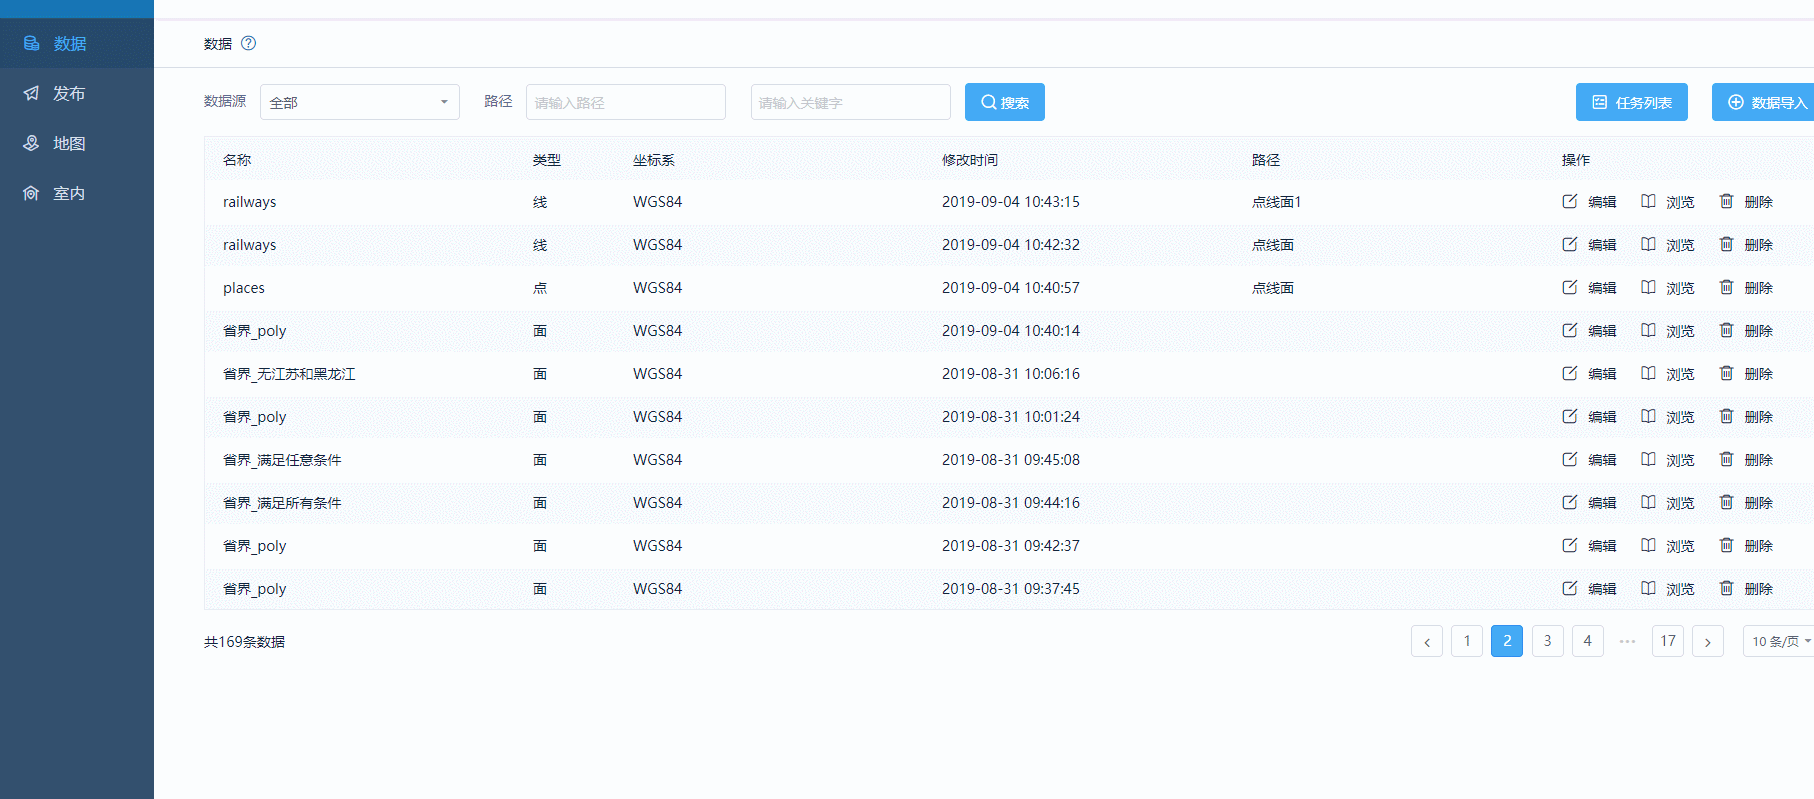 数据
发布
地图
室内
数据
数据源 全部 路径 请输入路径 请输入关键字 搜索 任务列表 数据导入
名称 类型 坐标系 修改时间 路径 操作
railways 线 WGS84 2019-09-04 10:43:15 点线面1 编辑 浏览 删除
railways 线 WGS84 2019-09-04 10:42:32 点线面 编辑 浏览 删除
places 点 WGS84 2019-09-04 10:40:57 点线面 编辑 浏览 删除
省界_poly 面 WGS84 2019-09-04 10:40:14 编辑 浏览 删除
省界_无江苏和黑龙江 面 WGS84 2019-08-31 10:06:16 编辑 浏览 删除
省界_poly 面 WGS84 2019-08-31 10:01:24 编辑 浏览 删除
省界_满足任意条件 面 WGS84 2019-08-31 09:45:08 编辑 浏览 删除
省界_满足所有条件 面 WGS84 2019-08-31 09:44:16 编辑 浏览 删除
省界_poly 面 WGS84 2019-08-31 09:42:37 编辑 浏览 删除
省界_poly 面 WGS84 2019-08-31 09:37:45 编辑 浏览 删除
共169条数据 < 1 2 3 4 ••• 17 > 10 条/页